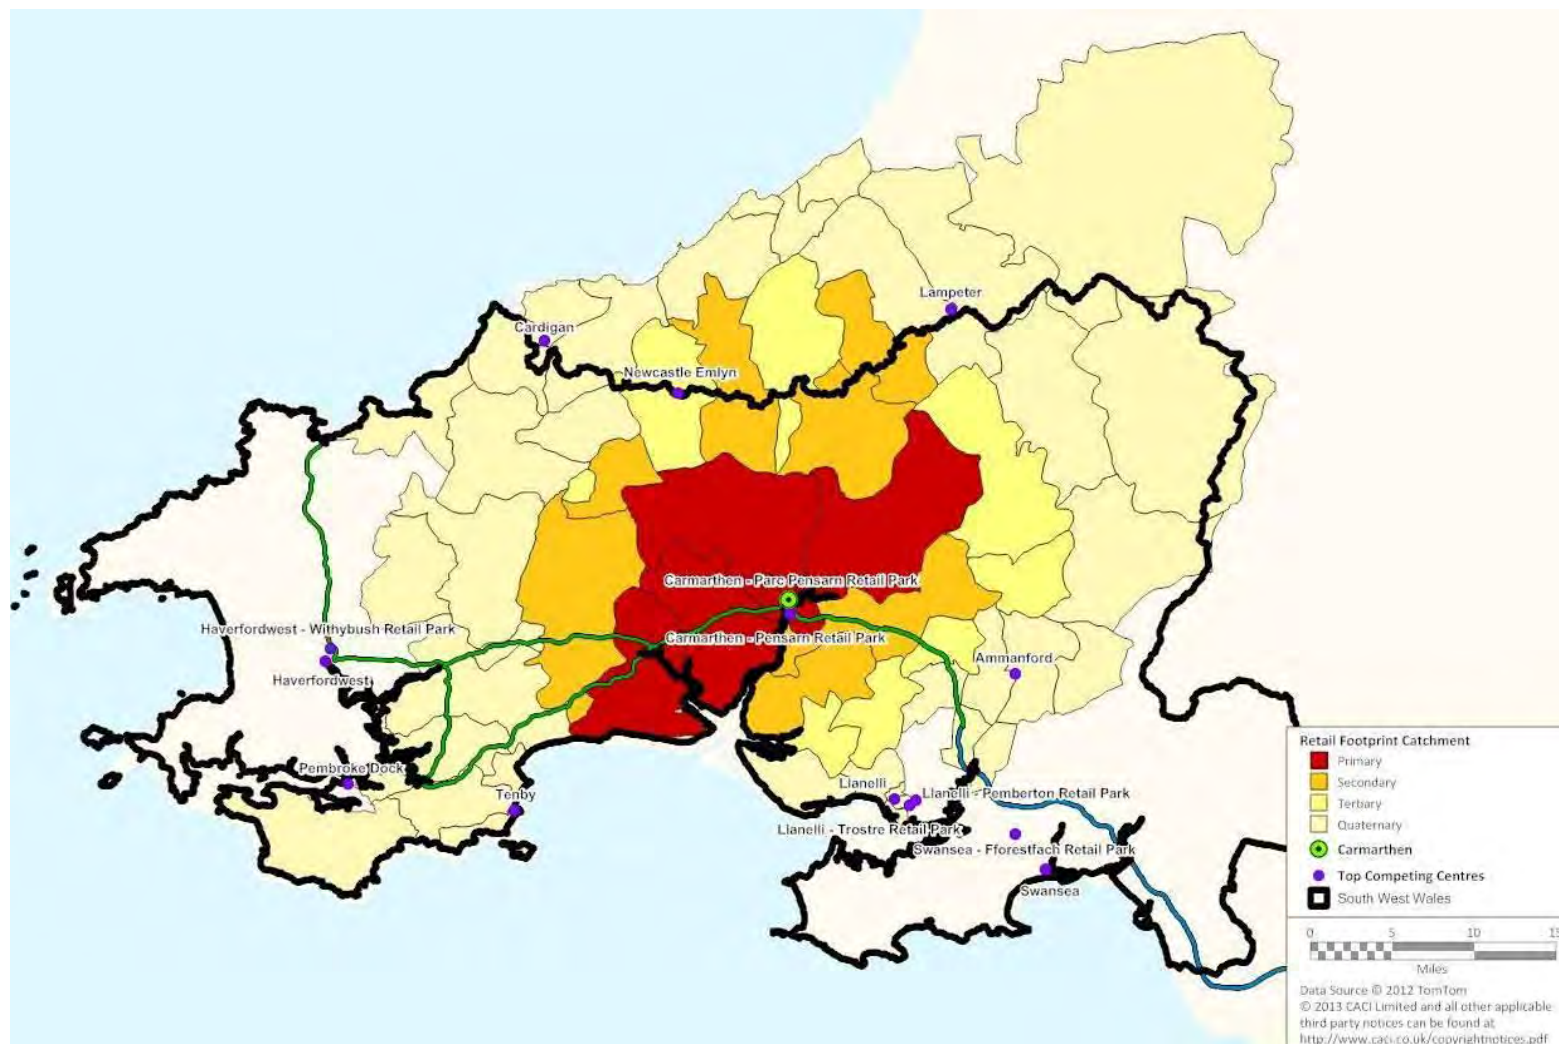 Lampeter
Cardigan
Newcastle Emlyn
Carmarthen - Parc Pensarn Retail Park
Haverfordwest - Withybush Retail Park
Carmarthen - Pensarn Retail Park
Ammanford
Haverfordwest
Pembroke Dock
Tenby
Llanelli
Llanelli - Pemberton Retail Park
Llanelli - Trostre Retail Park
Swansea - Fforestfach Retail Park
Swansea
Retail Footprint Catchment
Primary
Secondary
Tertiary
Quaternary
Carmarthen
Top Competing Centres
South West Wales
0 5 10 15
Miles
Data Source © 2012 TomTom
© 2013 CACI Limited and all other applicable
third party notices can be found at
http://www.caci.co.uk/copyrightnotices.pdf